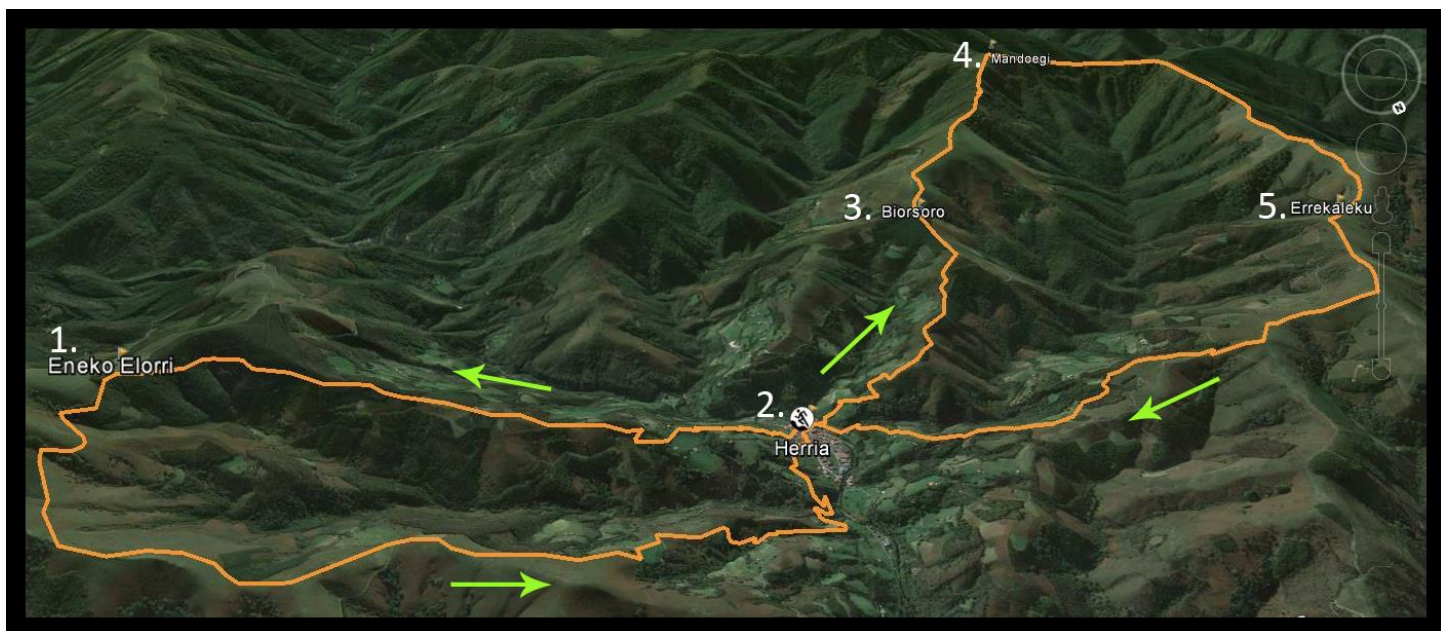 4. Mandoegi
3. Biorsoro
5. Errekaleku
N
1.
Eneko Elorri
2.
Herria